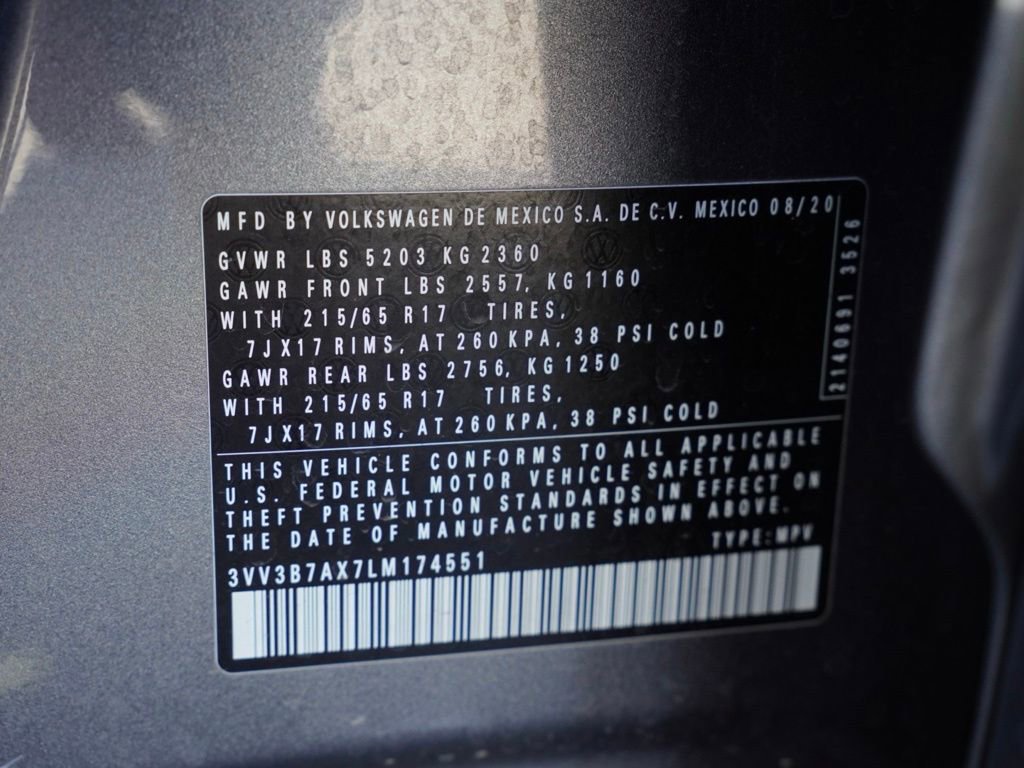 MFD BY VOLKSWAGEN DE MEXICO S.A. DE C.V. MEXICO 08/20
GVWR LBS 5203 KG 2360
GAWR FRONT LBS 2557, KG 1160
WITH 215/65 R17 TIRES,
7JX17 RIMS, AT 260 KPA, 38 PSI COLD
GAWR REAR LBS 2756, KG 1250
WITH 215/65 R17 TIRES,
7JX17 RIMS, AT 260 KPA, 38 PSI COLD
2140691 3526
THIS VEHICLE CONFORMS TO ALL APPLICABLE
U.S. FEDERAL MOTOR VEHICLE SAFETY AND
THEFT PREVENTION STANDARDS IN EFFECT ON
THE DATE OF MANUFACTURE SHOWN ABOVE.
TYPE: MPV
3VV3B7AX7LM174551